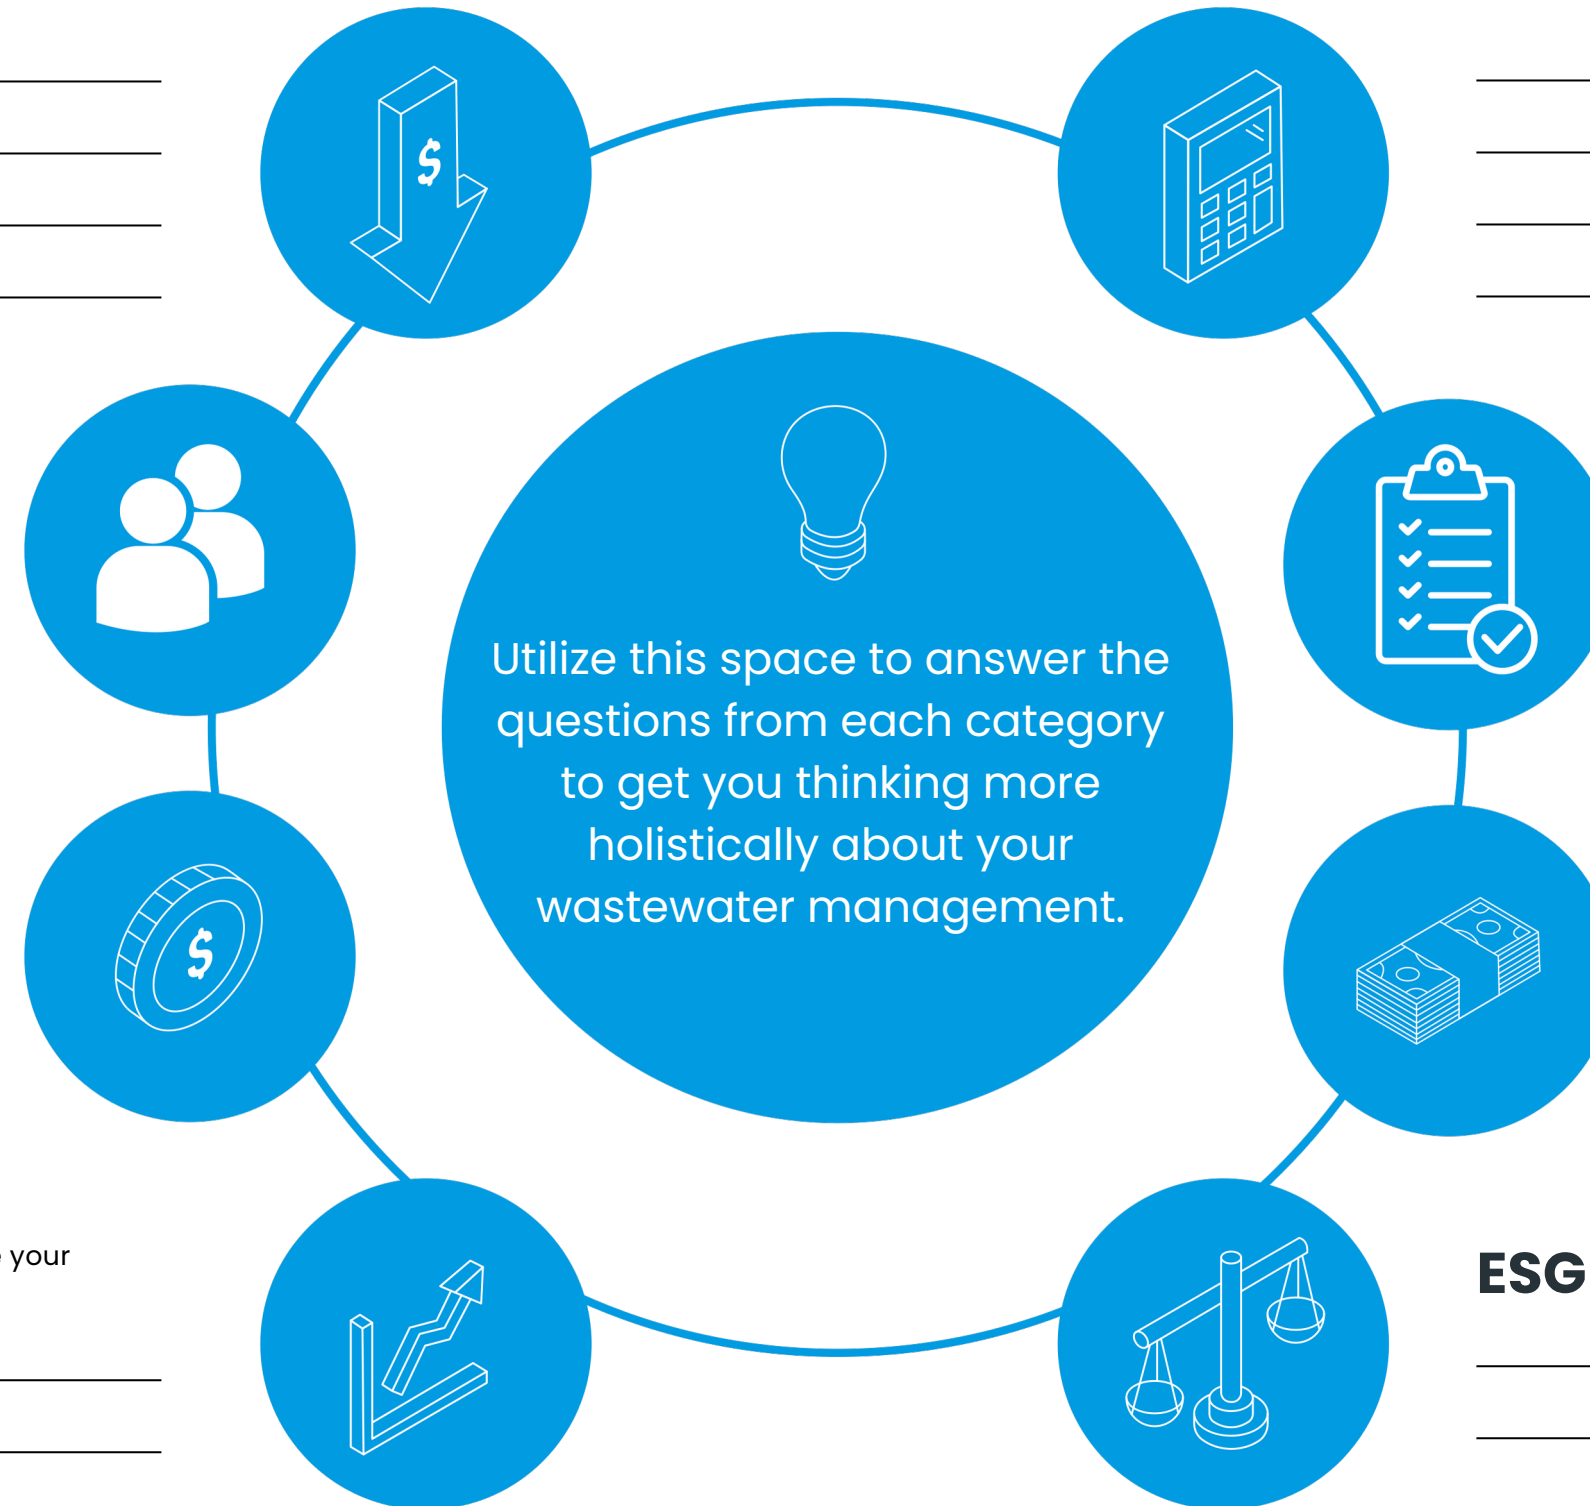 Utilize this space to answer the
questions from each category
to get you thinking more
holistically about your
wastewater management.
your
ESG